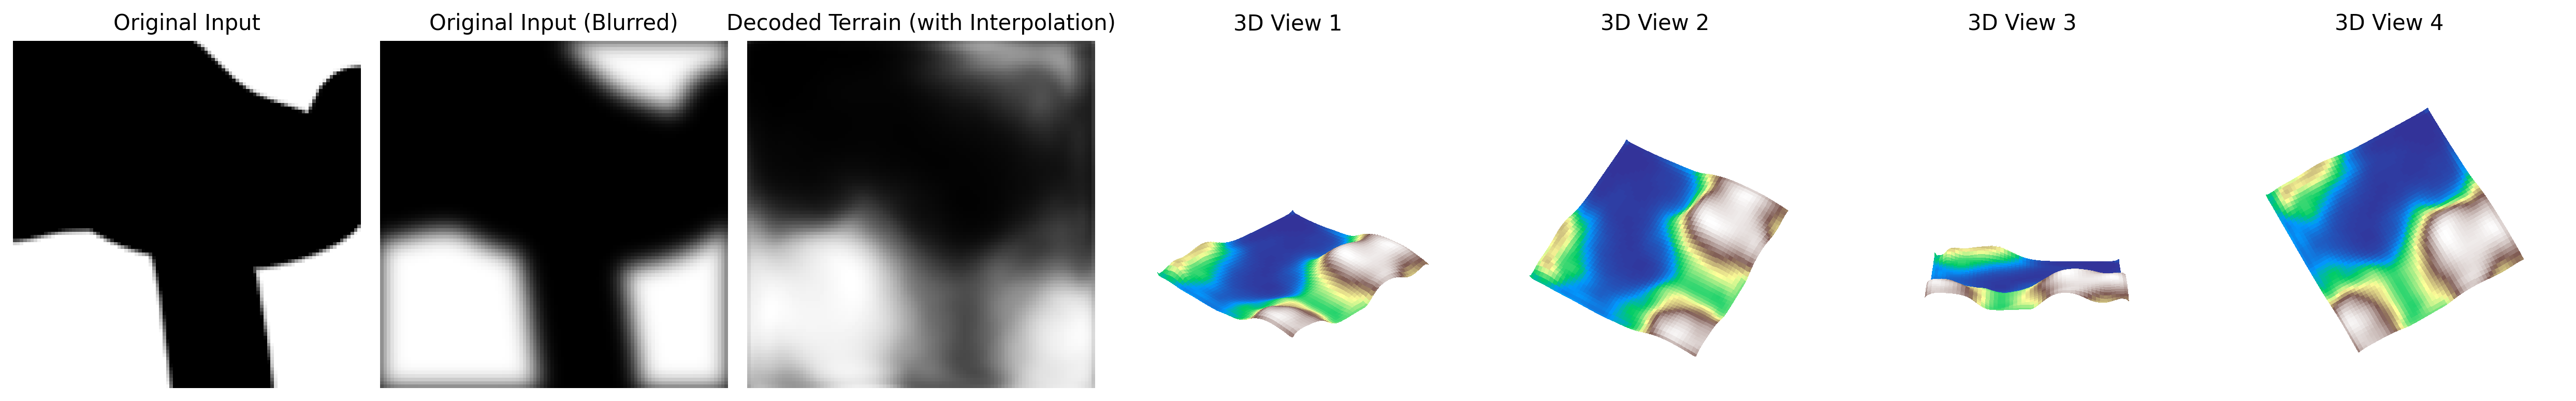 Original Input
Original Input (Blurred)
Decoded Terrain (with Interpolation)
3D View 1
3D View 2
3D View 3
3D View 4